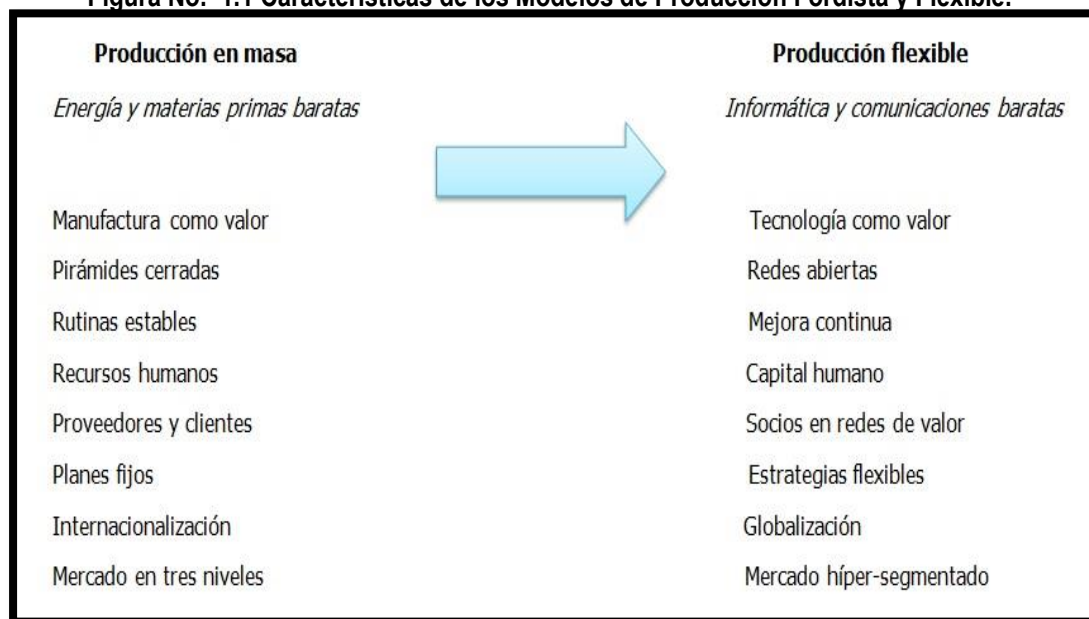 Figura No. 1.1 Características de los Modelos de Producción Fordista y Flexible.
Producción en masa Producción flexible
Energía y materias primas baratas Informática y comunicaciones baratas
Manufactura como valor Tecnología como valor
Pirámides cerradas Redes abiertas
Rutinas estables Mejora continua
Recursos humanos Capital humano
Proveedores y clientes Socios en redes de valor
Planes fijos Estrategias flexibles
Internacionalización Globalización
Mercado en tres niveles Mercado híper-segmentado